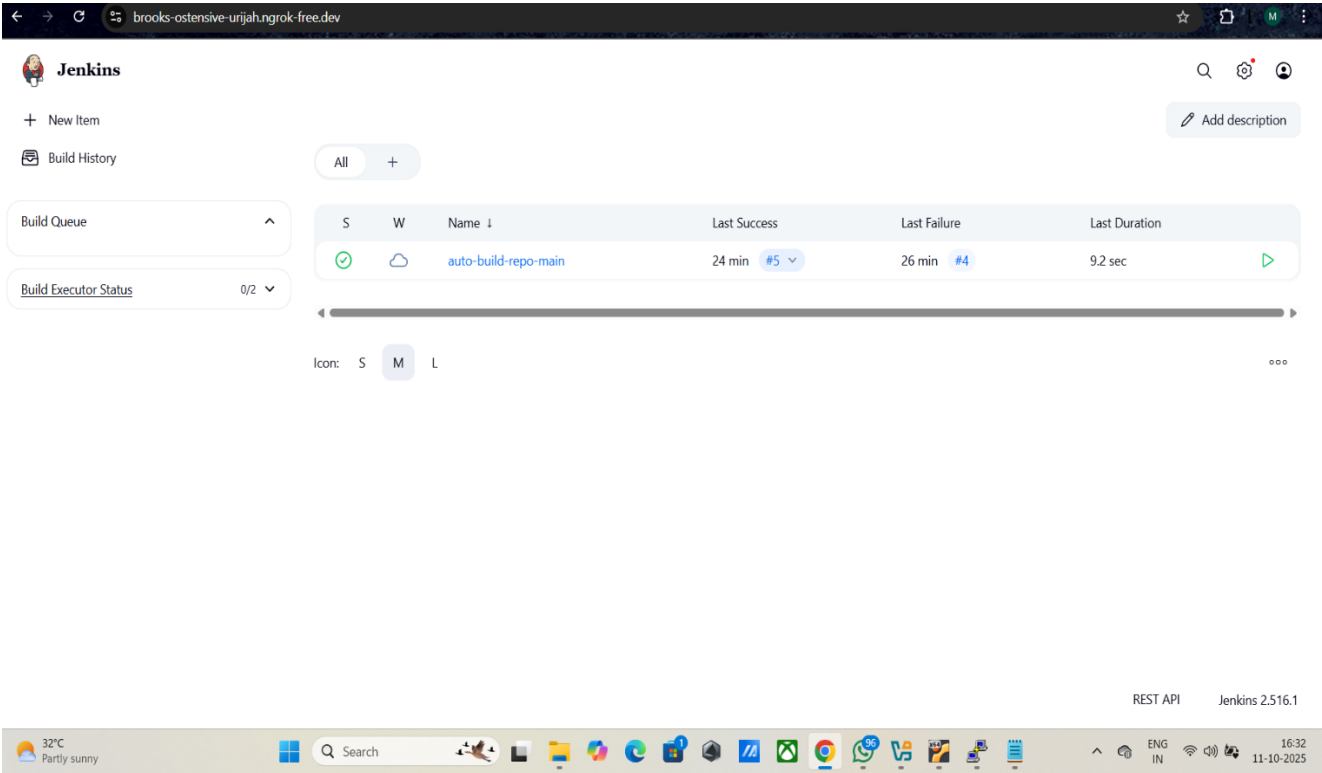 brooks-ostensive-urijah.ngrok-free.dev
M
Jenkins
New Item
Add description
Build History
All +
Build Queue
S W Name ↓ Last Success Last Failure Last Duration
auto-build-repo-main 24 min #5 26 min #4 9.2 sec
Build Executor Status 0/2
Icon: S M L
REST API Jenkins 2.516.1
32°C
Partly sunny
Search
1
96
ENG
IN
16:32
11-10-2025